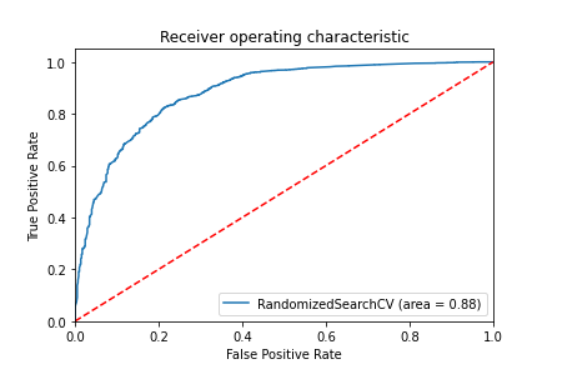 Receiver operating characteristic
1.0
0.8
0.6
0.4
0.2
0.0
True Positive Rate
RandomizedSearchCV (area = 0.88)
0.0 0.2 0.4 0.6 0.8 1.0
False Positive Rate